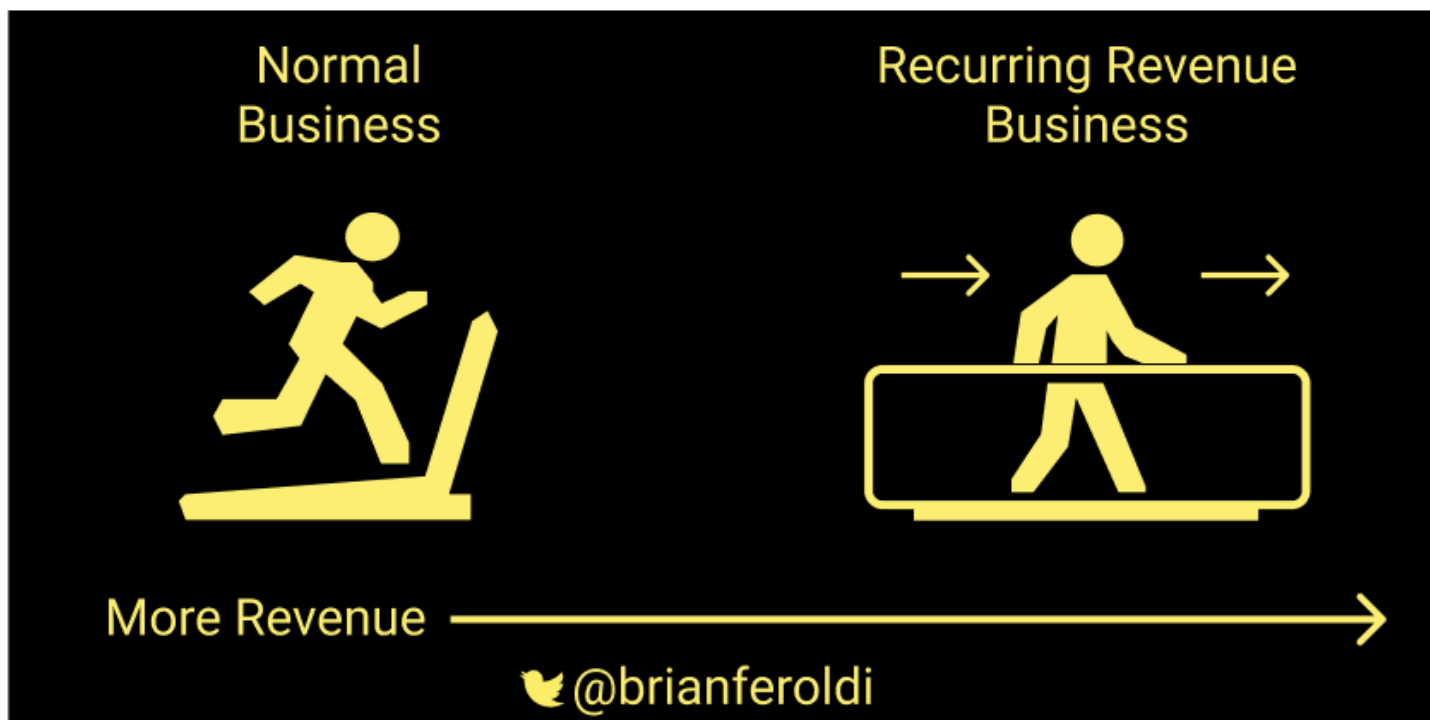 Normal
Business
Recurring Revenue
Business
More Revenue
@brianferoldi